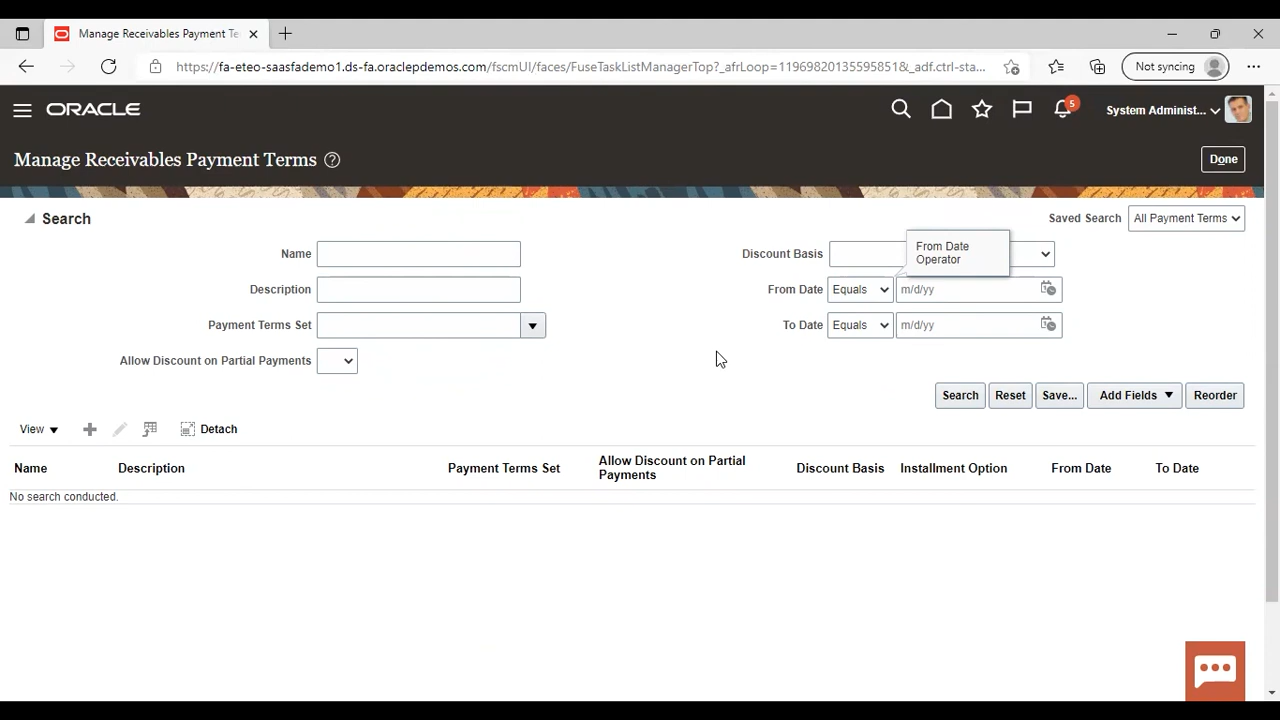 Manage Receivables Payment Te
https://fa-eteo-saasfademo1.ds-fa.oraclepdemos.com/fscmUI/faces/FuseTaskListManagerTop?_afrLoop=11969820135595851&_adf.ctrl-sta...
Not syncing
ORACLE
5
System Administ...
Manage Receivables Payment Terms
Done
Search
Saved Search All Payment Terms
Name
Discount Basis
From Date
Operator
Description
From Date Equals m/d/yy
Payment Terms Set
To Date Equals m/d/yy
Allow Discount on Partial Payments
Search Reset Save... Add Fields Reorder
View Detach
Name Description Payment Terms Set Allow Discount on Partial Payments Discount Basis Installment Option From Date To Date
No search conducted.